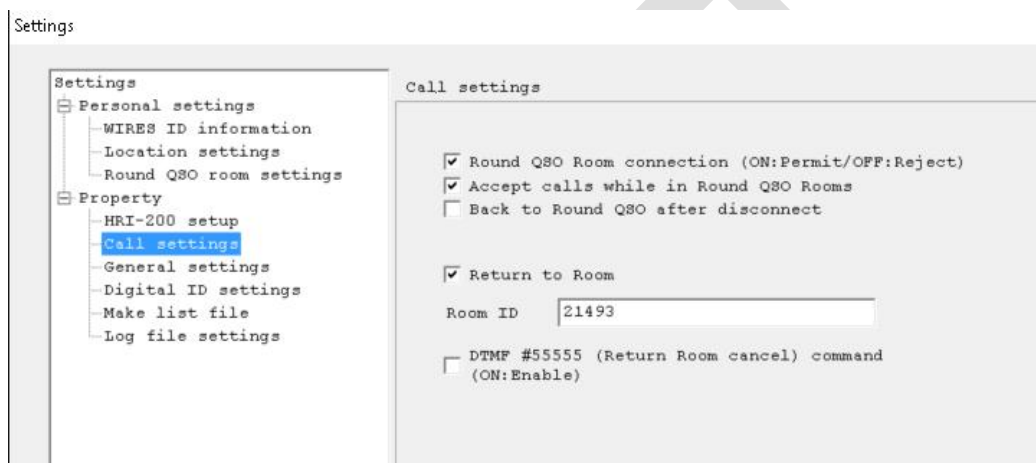 Settings
Settings
Personal settings
WIRES ID information
Location settings
Round QSO room settings
Property
HRI-200 setup
Call settings
General settings
Digital ID settings
Make list file
Log file settings
Call settings
Round QSO Room connection (ON:Permit/OFF:Reject)
Accept calls while in Round QSO Rooms
Back to Round QSO after disconnect
Return to Room
Room ID 21493
DTMF #55555 (Return Room cancel) command
(ON:Enable)